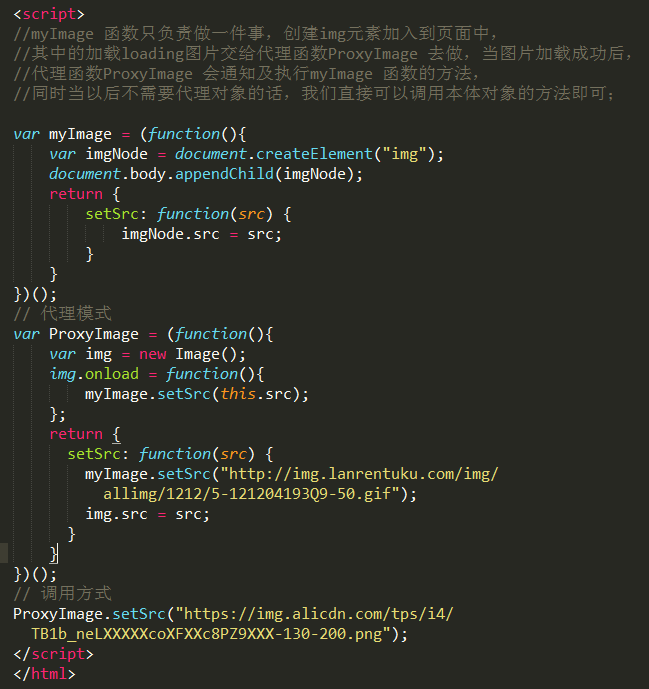 <script>
//myImage 函数只负责做一件事，创建img元素加入到页面中，
//其中的加载loading图片交给代理函数ProxyImage 去做，当图片加载成功后，
//代理函数ProxyImage 会通知及执行myImage 函数的方法，
//同时当以后不需要代理对象的话，我们直接可以调用本体对象的方法即可；

var myImage = (function(){
    var imgNode = document.createElement("img");
    document.body.appendChild(imgNode);
    return {
        setSrc: function(src) {
            imgNode.src = src;
        }
    }
})();
// 代理模式
var ProxyImage = (function(){
    var img = new Image();
    img.onload = function(){
        myImage.setSrc(this.src);
    };
    return {
      setSrc: function(src) {
        myImage.setSrc("http://img.lanrentuku.com/img/
          allimg/1212/5-121204193Q9-50.gif");
        img.src = src;
      }
    }
})();
// 调用方式
ProxyImage.setSrc("https://img.alicdn.com/tps/i4/
  TB1b_neLXXXXXcoXFXXc8PZ9XXX-130-200.png");
</script>
</html>